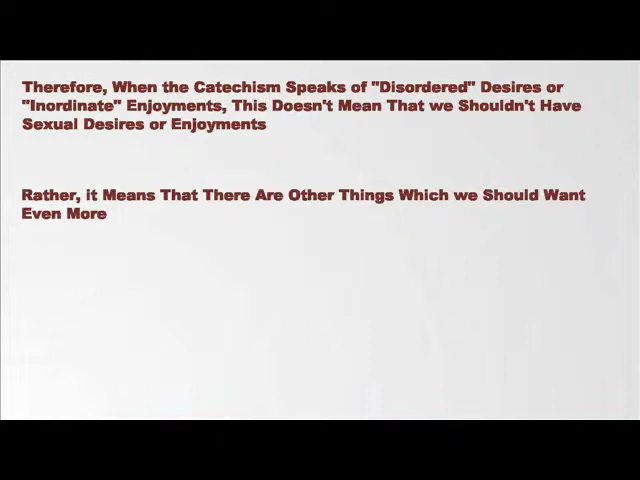 Therefore, When the Catechism Speaks of "Disordered" Desires or
"Inordinate" Enjoyments, This Doesn't Mean That we Shouldn't Have
Sexual Desires or Enjoyments
Rather, it Means That There Are Other Things Which we Should Want
Even More